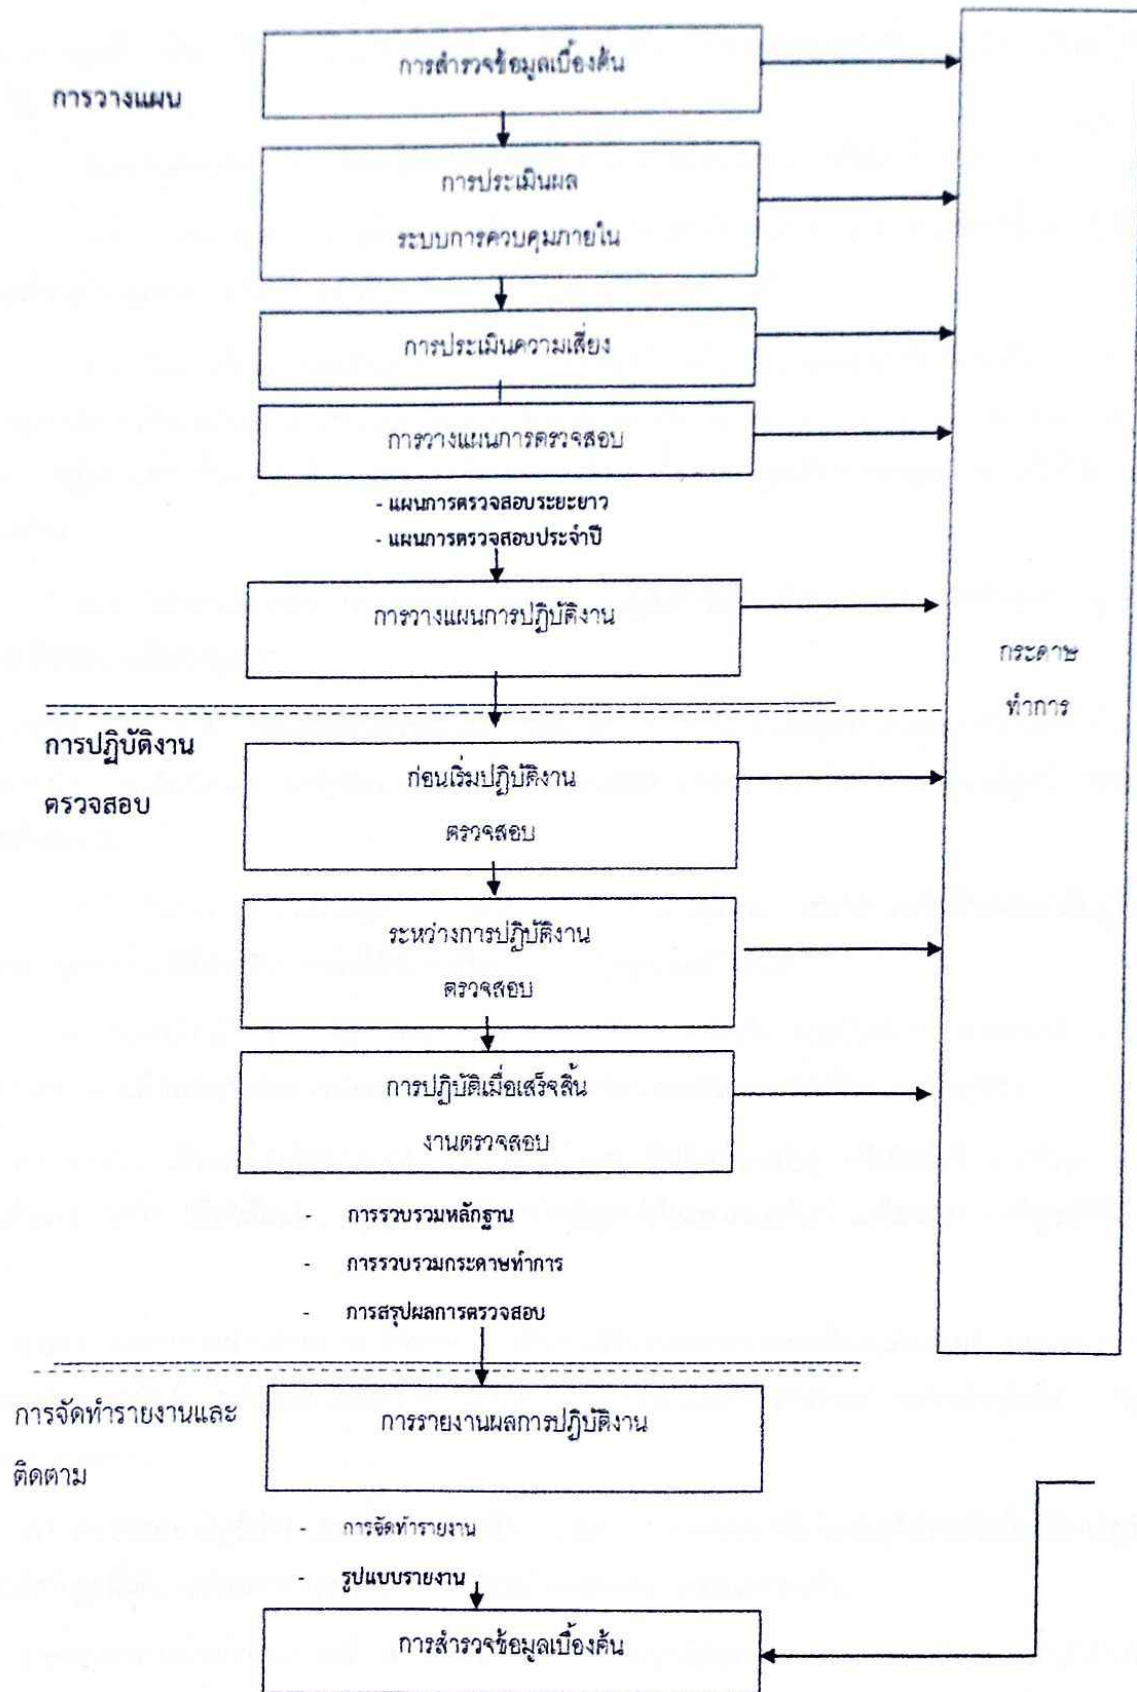 การสำรวจข้อมูลเบื้องต้น
การวางแผน
การประเมินผล
ระบบการควบคุมภายใน
การประเมินความเสี่ยง
การวางแผนการตรวจสอบ
- แผนการตรวจสอบระยะยาว
- แผนการตรวจสอบประจำปี
การวางแผนการปฏิบัติงาน
กระดาษ
ทำการ
การปฏิบัติงาน
ตรวจสอบ
ก่อนเริ่มปฏิบัติงาน
ตรวจสอบ
ระหว่างการปฏิบัติงาน
ตรวจสอบ
การปฏิบัติเมื่อเสร็จสิ้น
งานตรวจสอบ
การรวบรวมหลักฐาน
- การรวบรวมกระดาษทำการ
- การสรุปผลการตรวจสอบ
การจัดทำรายงานและ
ติดตาม
การรายงานผลการปฏิบัติงาน
- การจัดทำรายงาน
- รูปแบบรายงาน
การสำรวจข้อมูลเบื้องต้น